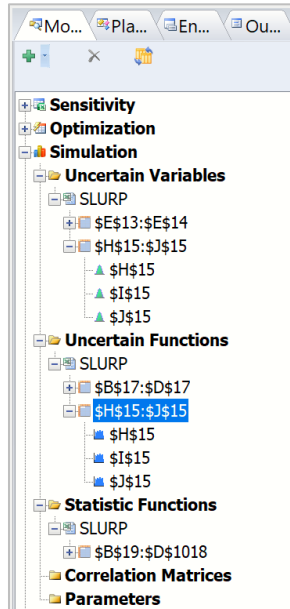 Mo... Pla... En... Ou...
Sensitivity
Optimization
Simulation
Uncertain Variables
SLURP
$E$13:$E$14
$H$15:$J$15
$H$15
$I$15
$J$15
Uncertain Functions
SLURP
$B$17:$D$17
$H$15:$J$15
$H$15
$I$15
$J$15
Statistic Functions
SLURP
$B$19:$D$1018
Correlation Matrices
Parameters